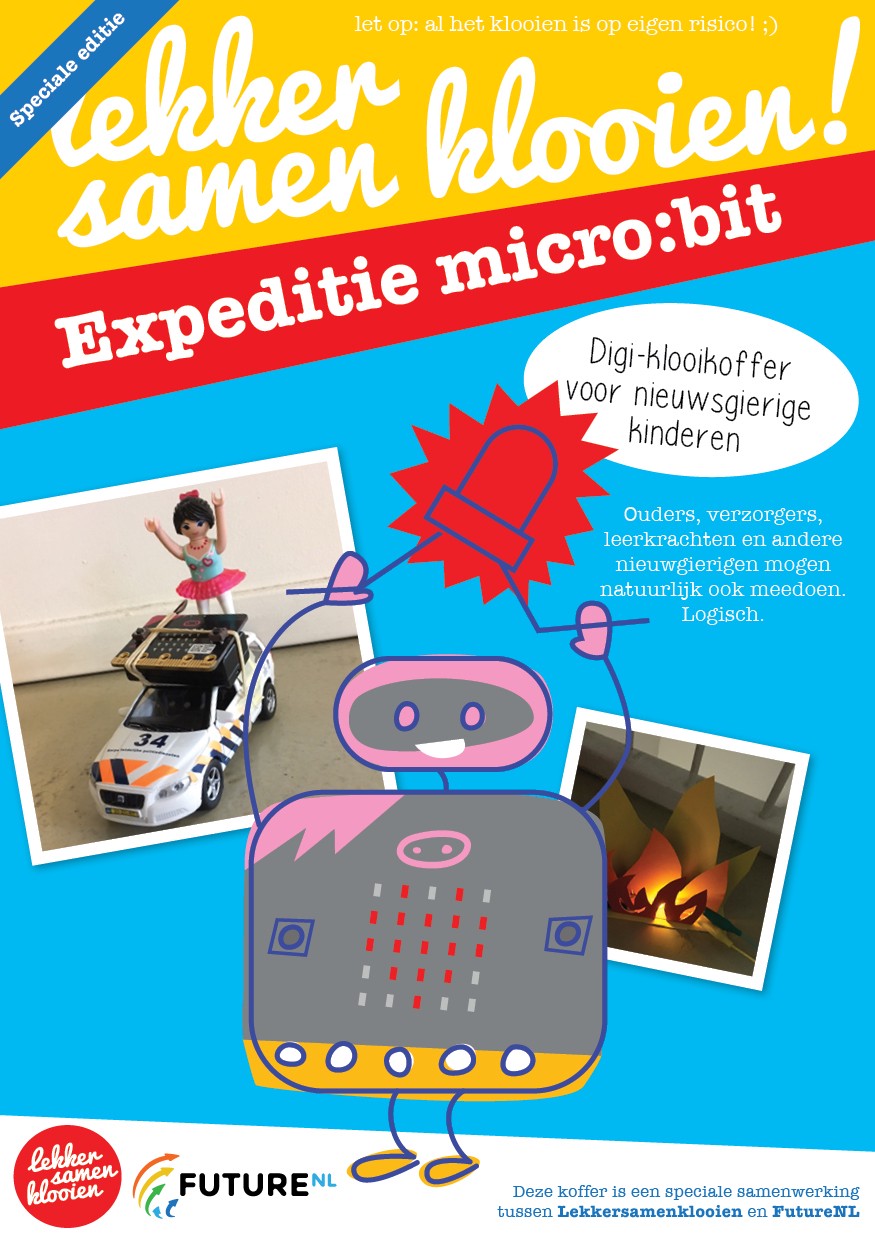 let op: al het klooien is op eigen risico! ;)
Speciale editie
lekker
samen klooien!
Expeditie micro:bit
Digi-klooikoffer
voor nieuwsgierige
kinderen
Ouders, verzorgers,
leerkrachten en andere
nieuwgierigen mogen
natuurlijk ook meedoen.
Logisch.
34
lekker
samen
klooien
FUTURE NL
Deze koffer is een speciale samenwerking
tussen Lekkersamenklooien en FutureNL